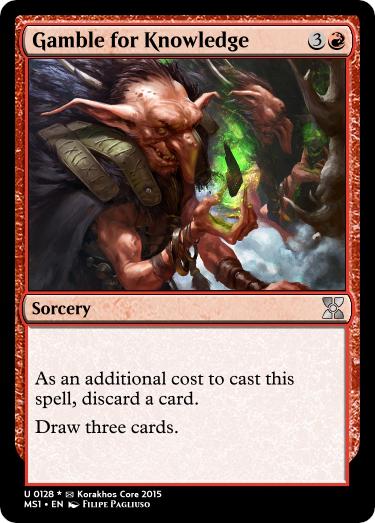 Gamble for Knowledge 3
Sorcery
As an additional cost to cast this
spell, discard a card.
Draw three cards.
U 0128 * Korakhos Core 2015
MS1 • EN Filipe Pagliuso